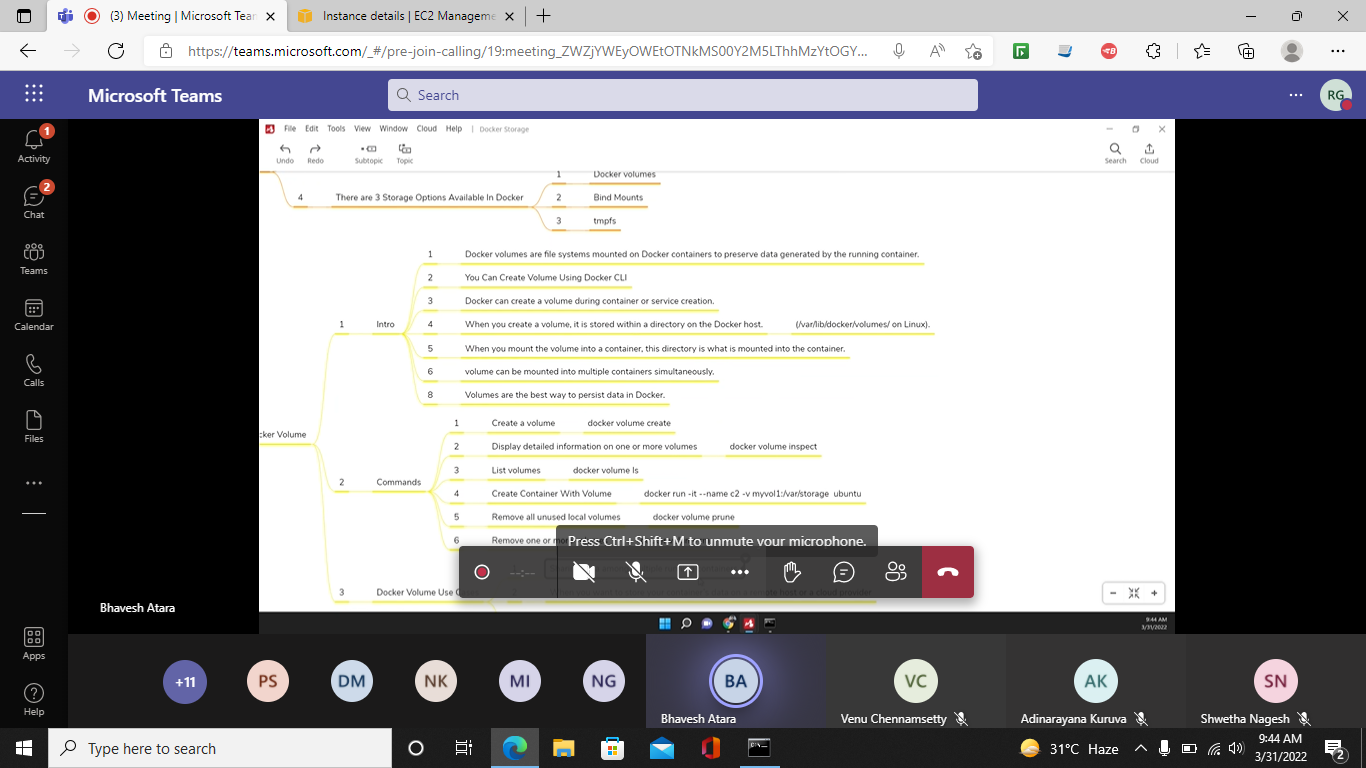 (3) Meeting | Microsoft Tean
Instance details | EC2 Manageme
https://teams.microsoft.com/_#/pre-join-calling/19:meeting_ZWZjYWEyOWEtOTNkMS00Y2M5LThhMzYtOGY...
Microsoft Teams
Search
RG
Activity
1
Chat
2
Teams
Calendar
Calls
Files
Apps
Help
File Edit Tools View Window Cloud Help | Docker Storage
Undo Redo Subtopic Topic Search Cloud
1 Docker volumes
4 There are 3 Storage Options Available In Docker
2 Bind Mounts
3 tmpfs
1 Docker volumes are file systems mounted on Docker containers to preserve data generated by the running container.
2 You Can Create Volume Using Docker CLI
3 Docker can create a volume during container or service creation.
1 Intro
4 When you create a volume, it is stored within a directory on the Docker host. (/var/lib/docker/volumes/ on Linux).
5 When you mount the volume into a container, this directory is what is mounted into the container.
6 volume can be mounted into multiple containers simultaneously.
8 Volumes are the best way to persist data in Docker.
cker Volume
1 Create a volume docker volume create
2 Display detailed information on one or more volumes docker volume inspect
3 List volumes docker volume ls
2 Commands
4 Create Container With Volume docker run -it --name c2 -v myvol1:/var/storage ubuntu
5 Remove all unused local volumes docker volume prune
6 Remove one or mo
Press Ctrl+Shift+M to unmute your microphone.
--:--
3 Docker Volume Use C
Bhavesh Atara
9:44 AM
3/31/2022
+11
PS
DM
NK
MI
NG
BA
Bhavesh Atara
VC
Venu Chennamsetty
AK
Adinarayana Kuruva
SN
Shwetha Nagesh
Type here to search
31°C Haze
9:44 AM
3/31/2022
2